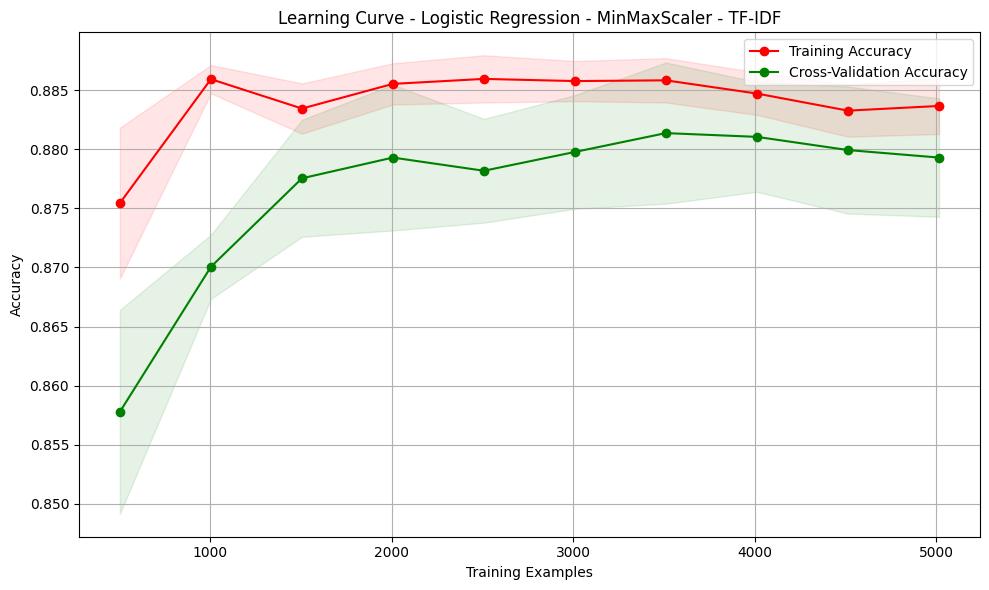 Learning Curve - Logistic Regression - MinMaxScaler - TF-IDF
Training Accuracy
Cross-Validation Accuracy
Accuracy
0.885
0.880
0.875
0.870
0.865
0.860
0.855
0.850
1000 2000 3000 4000 5000
Training Examples